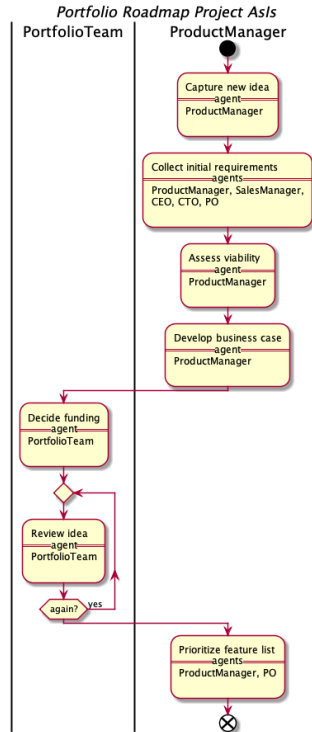 Portfolio Roadmap Project AsIs
PortfolioTeam
ProductManager
Capture new idea
agent
ProductManager
Collect initial requirements
agents
ProductManager, SalesManager,
CEO, CTO, PO
Assess viability
agent
ProductManager
Develop business case
agent
ProductManager
Decide funding
agent
PortfolioTeam
Review idea
agent
PortfolioTeam
again?
yes
Prioritize feature list
agents
ProductManager, PO